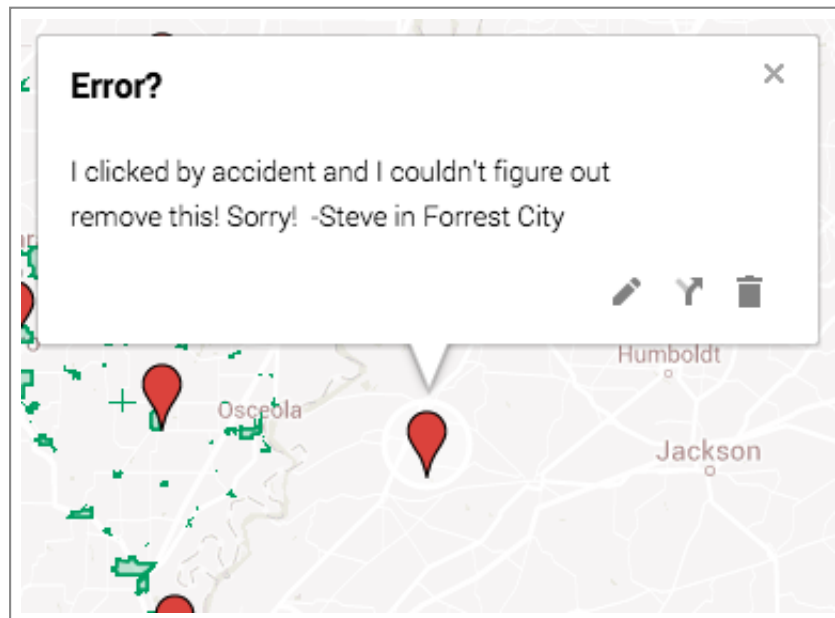 Error?
I clicked by accident and I couldn't figure out
remove this! Sorry!  -Steve in Forrest City
Humboldt
Osceola
Jackson